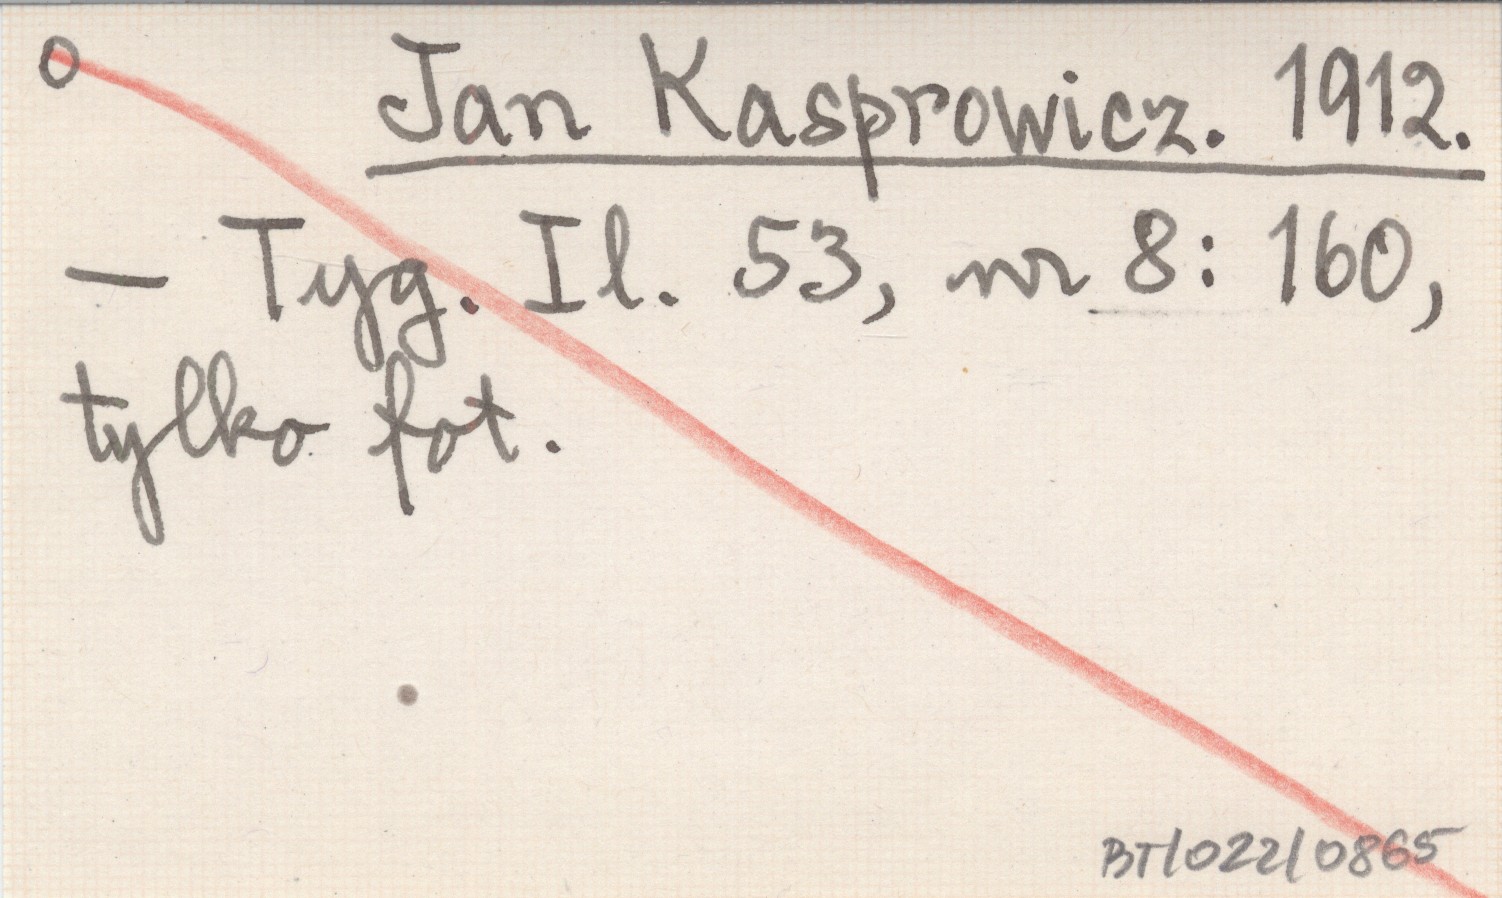 O Jan Kasprowicz. 1912.
— Tyg. Il. 53, nr 8: 160,
tylko fot.
BT/022/0865